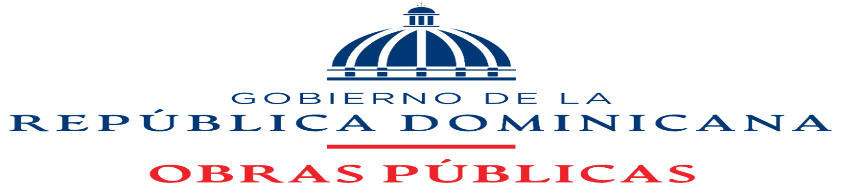 GOBIERNO DE LA
REPÚBLICA DOMINICANA
OBRAS PÚBLICAS